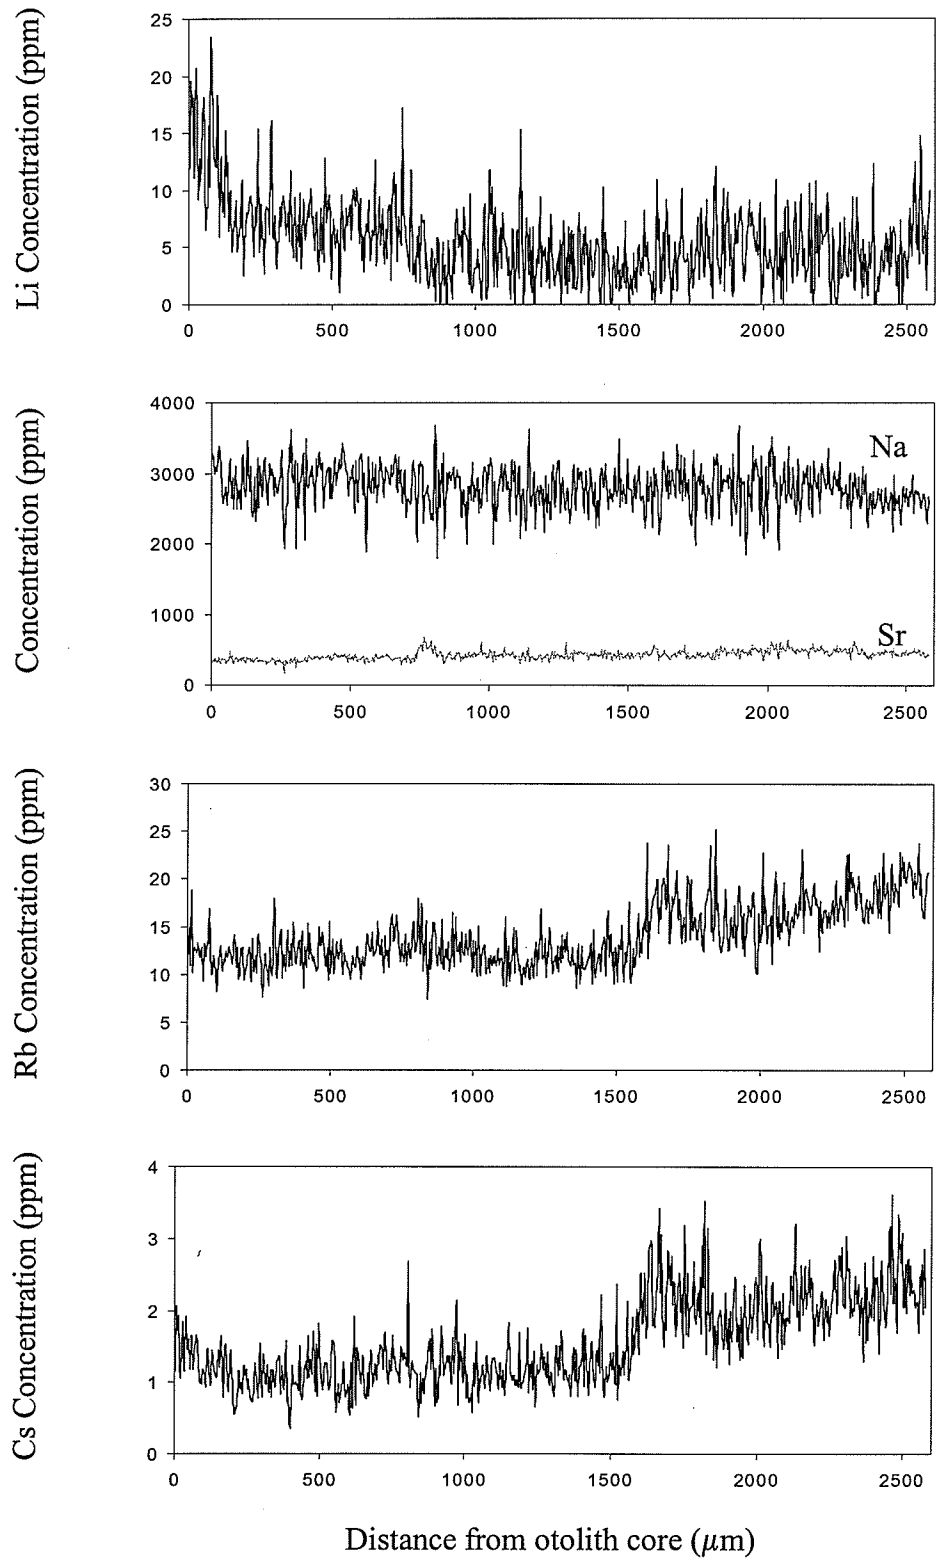 Li Concentration (ppm)
25
20
15
10
5
0
0 500 1000 1500 2000 2500
Concentration (ppm)
4000
3000
2000
1000
0
Na
Sr
0 500 1000 1500 2000 2500
Rb Concentration (ppm)
30
25
20
15
10
5
0
0 500 1000 1500 2000 2500
Cs Concentration (ppm)
4
3
2
1
0
0 500 1000 1500 2000 2500
Distance from otolith core (μm)